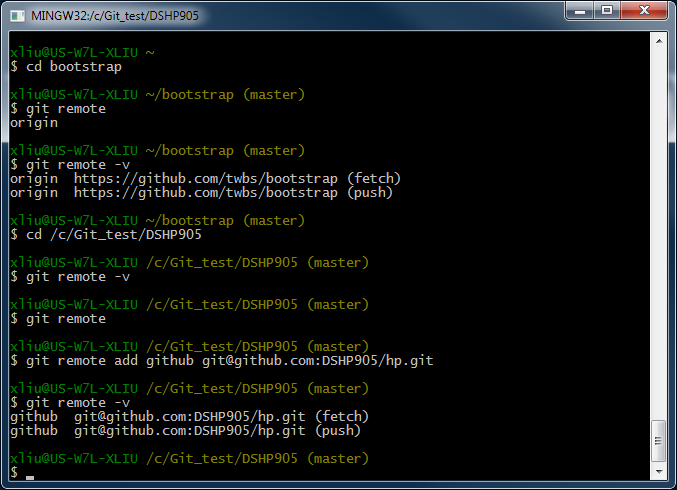 MINGW32:/c/Git_test/DSHP905
xliu@US-W7L-XLIU ~
$ cd bootstrap
xliu@US-W7L-XLIU ~/bootstrap (master)
$ git remote
origin
xliu@US-W7L-XLIU ~/bootstrap (master)
$ git remote -v
origin  https://github.com/twbs/bootstrap (fetch)
origin  https://github.com/twbs/bootstrap (push)
xliu@US-W7L-XLIU ~/bootstrap (master)
$ cd /c/Git_test/DSHP905
xliu@US-W7L-XLIU /c/Git_test/DSHP905 (master)
$ git remote -v
xliu@US-W7L-XLIU /c/Git_test/DSHP905 (master)
$ git remote
xliu@US-W7L-XLIU /c/Git_test/DSHP905 (master)
$ git remote add github git@github.com:DSHP905/hp.git
xliu@US-W7L-XLIU /c/Git_test/DSHP905 (master)
$ git remote -v
github  git@github.com:DSHP905/hp.git (fetch)
github  git@github.com:DSHP905/hp.git (push)
xliu@US-W7L-XLIU /c/Git_test/DSHP905 (master)
$